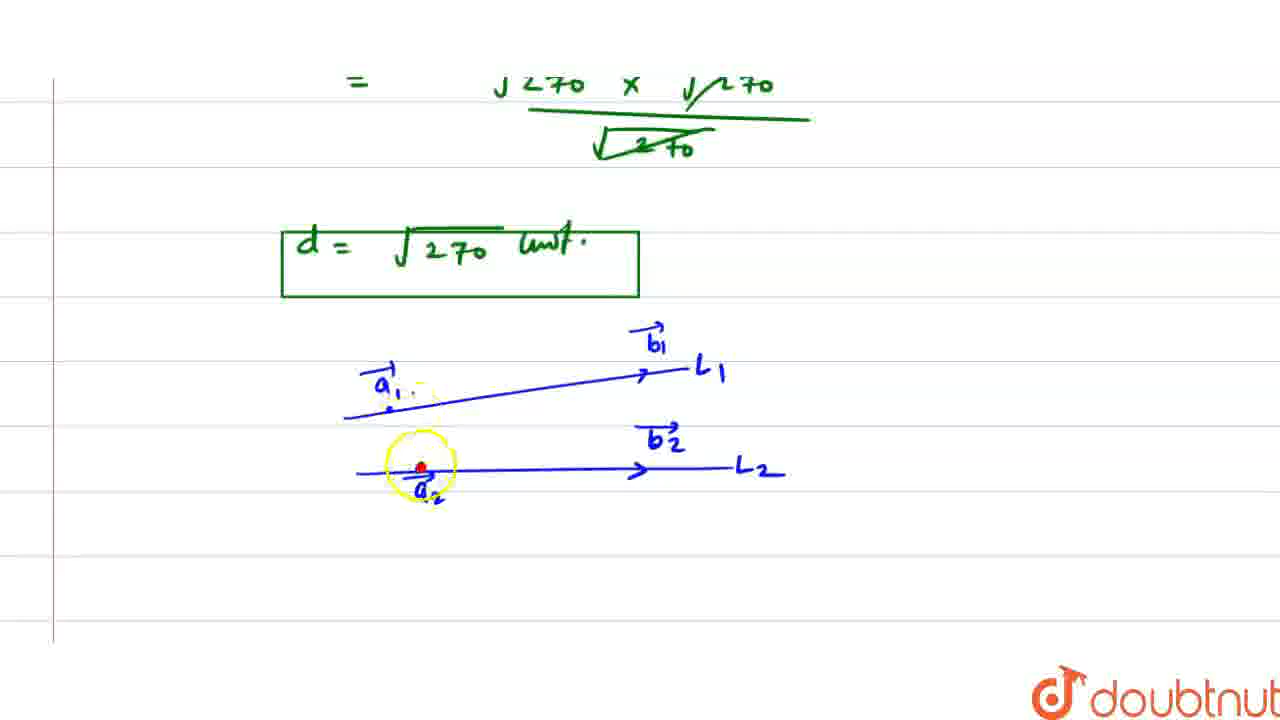 = √270 × √270
√270
d = √270 unit.
b₁
L₁
a₁.
b₂
L₂
a₂
doubtnut